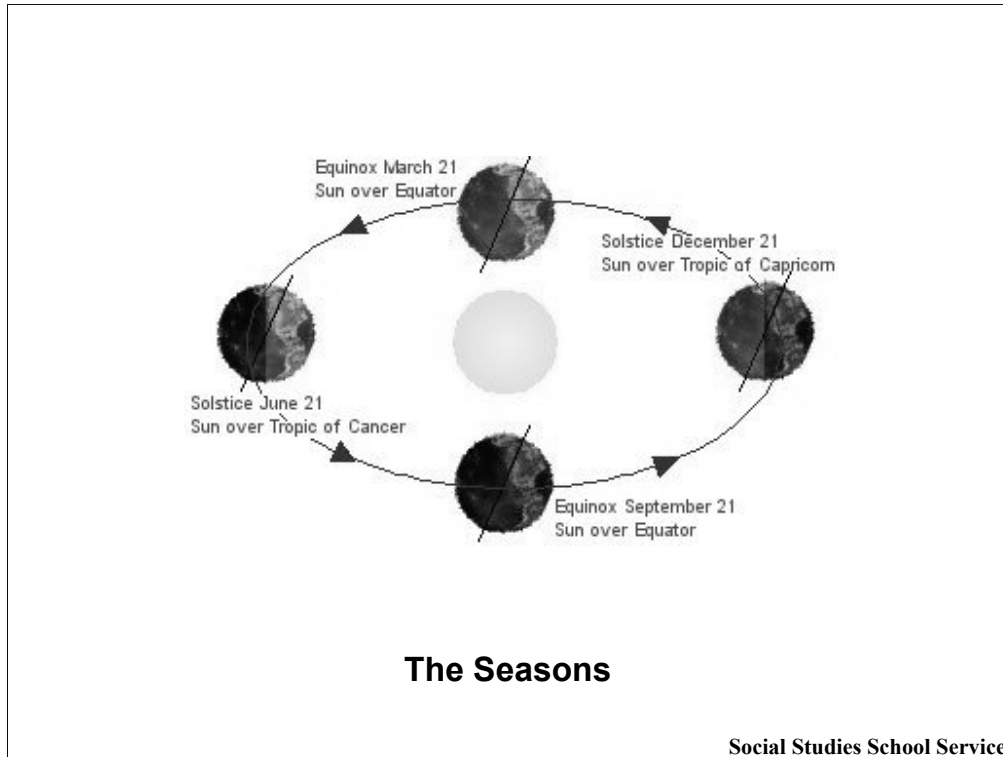 Equinox March 21
Sun over Equator
Solstice December 21
Sun over Tropic of Capricorn
Solstice June 21
Sun over Tropic of Cancer
Equinox September 21
Sun over Equator
The Seasons
Social Studies School Service